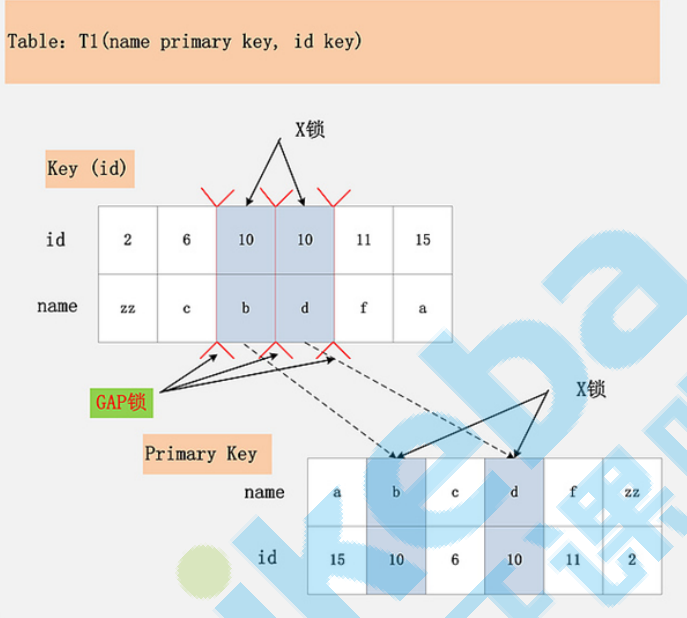 Table: T1(name primary key, id key)
X锁
Key (id)
id 2 6 10 10 11 15
name zz c b d f a
GAP锁
X锁
Primary Key
name a b c d f zz
id 15 10 6 10 11 2
ikeba